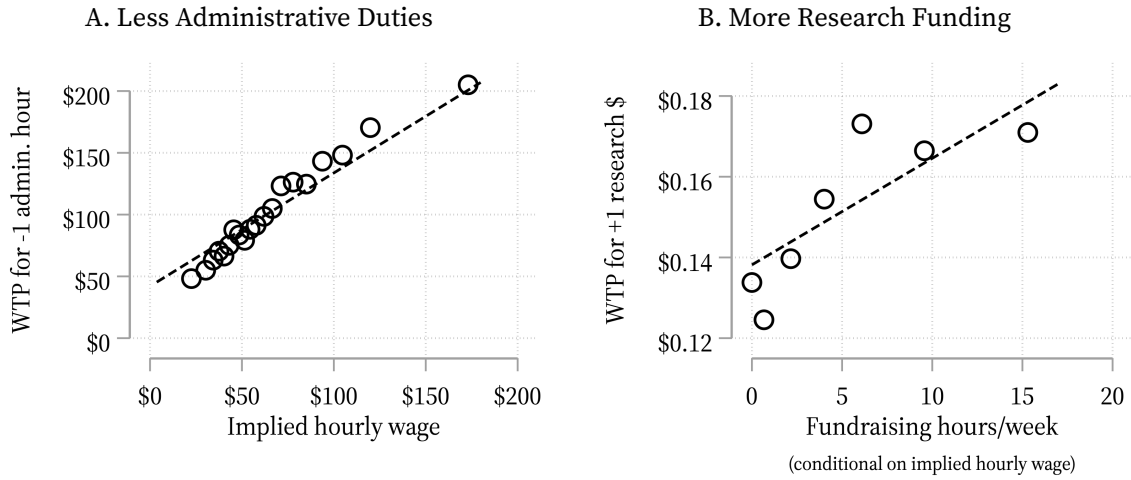 A. Less Administrative Duties
WTP for -1 admin. hour
$200
$150
$100
$50
$0
$0 $50 $100 $150 $200
Implied hourly wage
B. More Research Funding
WTP for +1 research $
$0.18
$0.16
$0.14
$0.12
0 5 10 15 20
Fundraising hours/week
(conditional on implied hourly wage)